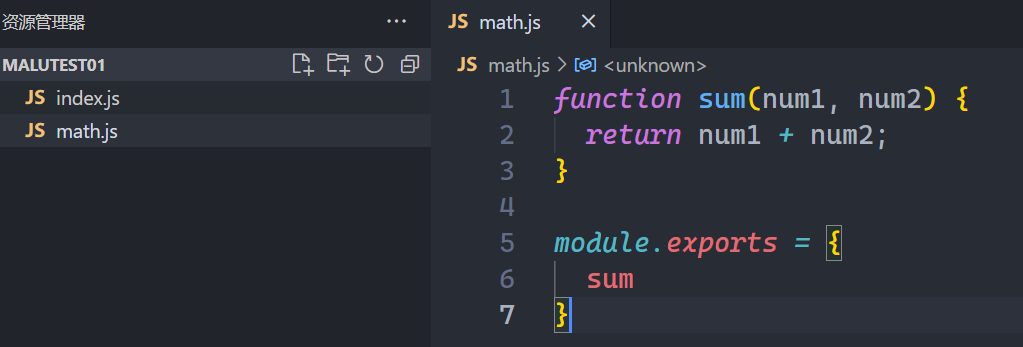 资源管理器 ···
MALUTEST01
JS index.js
JS math.js
JS math.js ×
JS math.js > <unknown>
1 function sum(num1, num2) {
2   return num1 + num2;
3 }
4
5 module.exports = {
6   sum
7 }